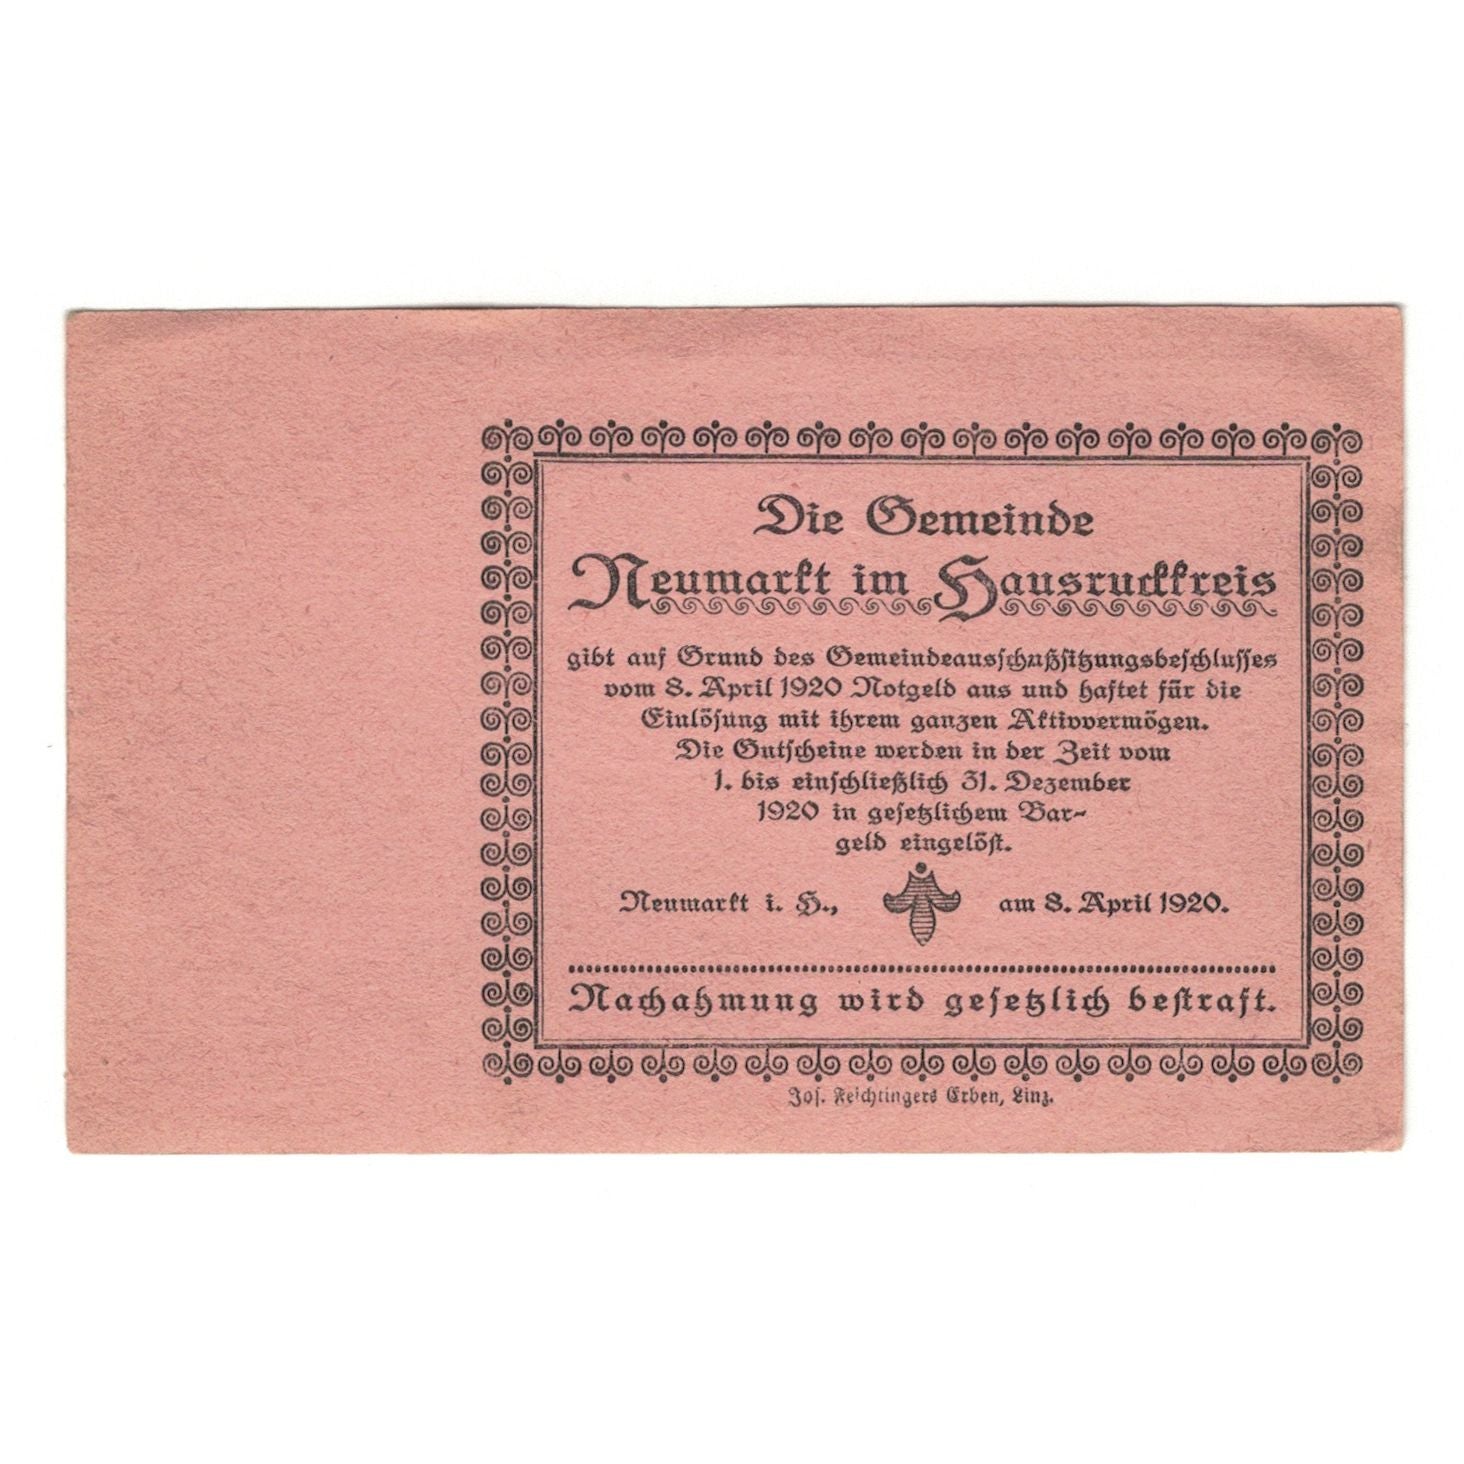 Die Gemeinde
Neumarkt im Hausruckkreis
gibt auf Grund des Gemeindeausschußsitzungsbeschlusses
vom 8. April 1920 Notgeld aus und haftet für die
Einlösung mit ihrem ganzen Aktivvermögen.
Die Gutscheine werden in der Zeit vom
1. bis einschließlich 31. Dezember
1920 in gesetzlichem Bar-
geld eingelöst.
Neumarkt i. H., am 8. April 1920.
Nachahmung wird gesetzlich bestraft.
Jos. Feichtingers Erben, Linz.